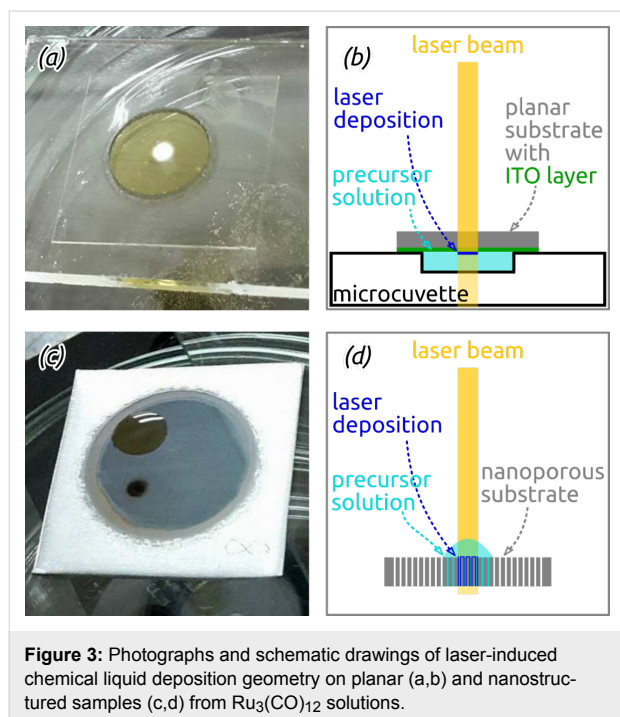 (a)
(b)
laser beam
laser
deposition
precursor
solution
planar
substrate
with
ITO layer
microcuvette
(c)
(d)
laser beam
laser
deposition
precursor
solution
nanoporous
substrate
Figure 3: Photographs and schematic drawings of laser-induced
chemical liquid deposition geometry on planar (a,b) and nanostruc-
tured samples (c,d) from Ru₃(CO)₁₂ solutions.